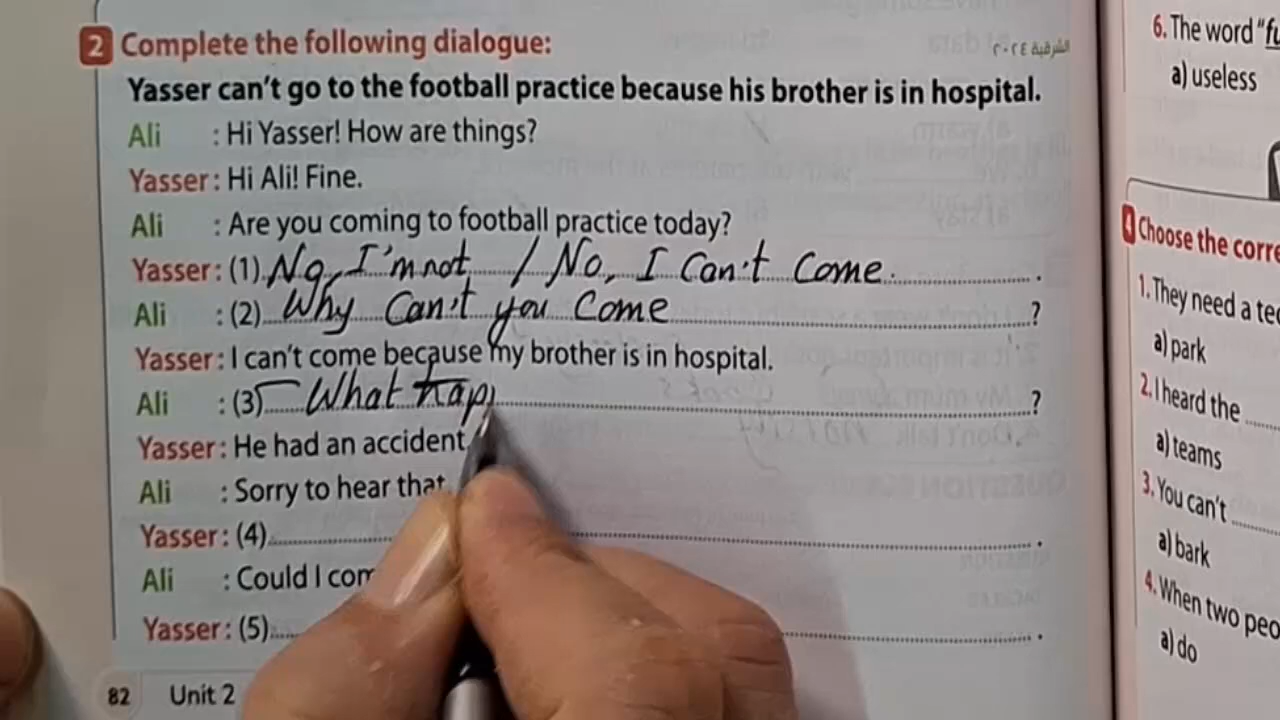 2 Complete the following dialogue:
الشرقية ٢٠٢٤
Yasser can't go to the football practice because his brother is in hospital.
Ali : Hi Yasser! How are things?
Yasser : Hi Ali! Fine.
Ali : Are you coming to football practice today?
Yasser : (1) No, I'm not / No, I Can't Come .
Ali : (2) Why Can't you Come ?
Yasser : I can't come because my brother is in hospital.
Ali : (3) What hap ?
Yasser : He had an accident
Ali : Sorry to hear that
Yasser : (4) .
Ali : Could I
Yasser : (5) .
82 Unit 2
6. The word "
a) useless
4 Choose the
1. They need a
a) park
2. I heard the
a) teams
3. You can't
a) bark
4. When two
a) do